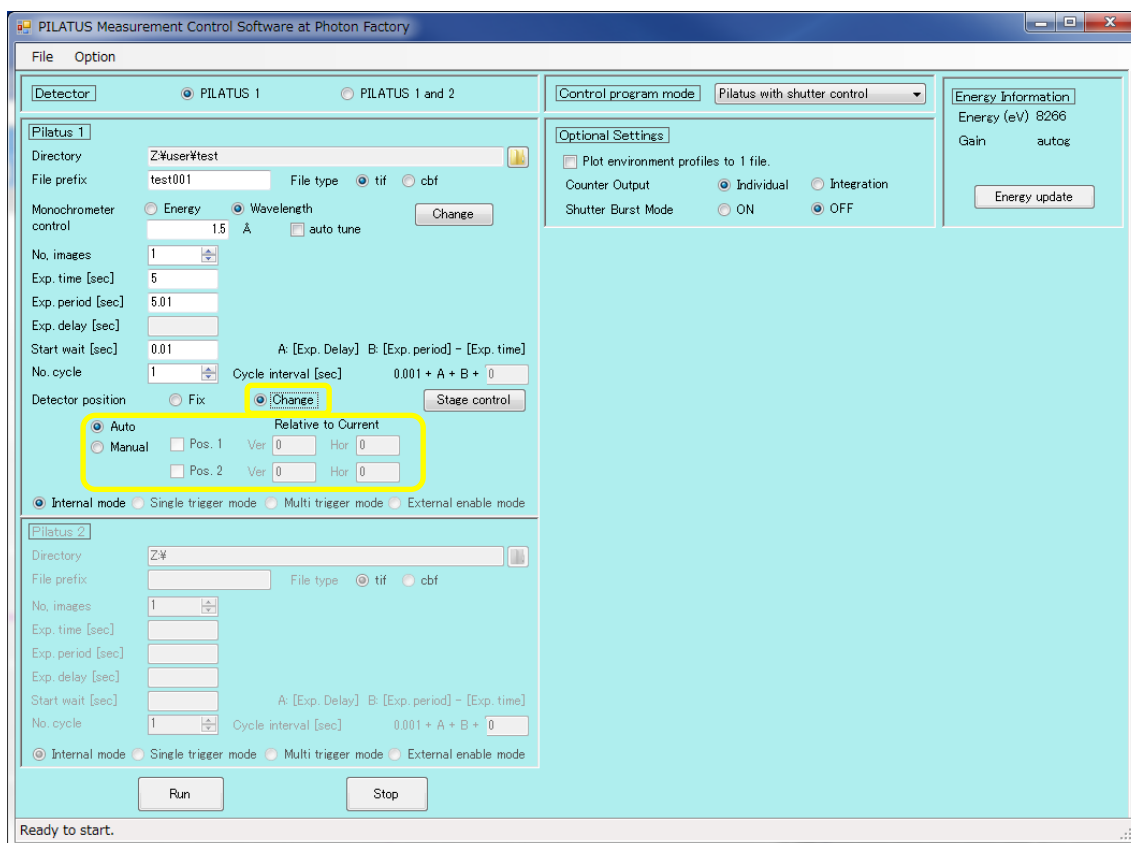 PILATUS Measurement Control Software at Photon Factory
File Option
Detector PILATUS 1 PILATUS 1 and 2
Control program mode Pilatus with shutter control
Energy Information
Energy (eV) 8266
Gain autog
Energy update
Optional Settings
Plot environment profiles to 1 file.
Counter Output Individual Integration
Shutter Burst Mode ON OFF
Pilatus 1
Directory Z:¥user¥test
File prefix test001 File type tif cbf
Monochrometer control Energy Wavelength Change
1.5 Å auto tune
No. images 1
Exp. time [sec] 5
Exp. period [sec] 5.01
Exp. delay [sec]
Start wait [sec] 0.01 A: [Exp. Delay] B: [Exp. period] - [Exp. time]
No. cycle 1 Cycle interval [sec] 0.001 + A + B + 0
Detector position Fix Change Stage control
Auto Relative to Current
Manual Pos. 1 Ver 0 Hor 0
Pos. 2 Ver 0 Hor 0
Internal mode Single trigger mode Multi trigger mode External enable mode
Pilatus 2
Directory Z:¥
File prefix File type tif cbf
No. images 1
Exp. time [sec]
Exp. period [sec]
Exp. delay [sec]
Start wait [sec] A: [Exp. Delay] B: [Exp. period] - [Exp. time]
No. cycle 1 Cycle interval [sec] 0.001 + A + B + 0
Internal mode Single trigger mode Multi trigger mode External enable mode
Run Stop
Ready to start.